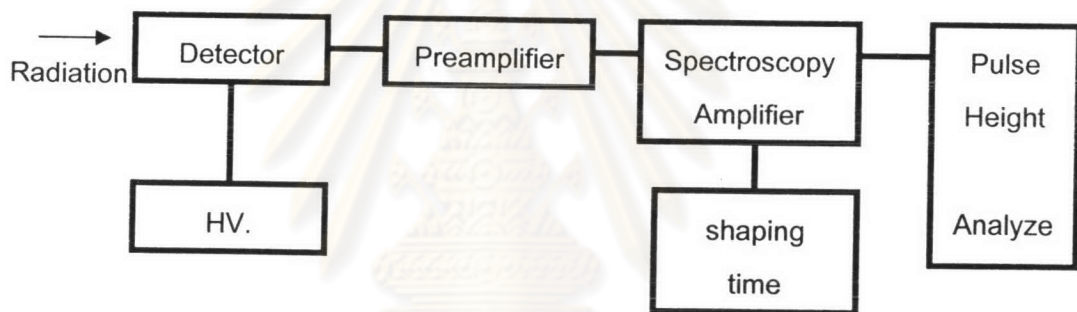 Radiation
Detector
Preamplifier
Spectroscopy
Amplifier
Pulse
Height
Analyze
HV.
shaping
time